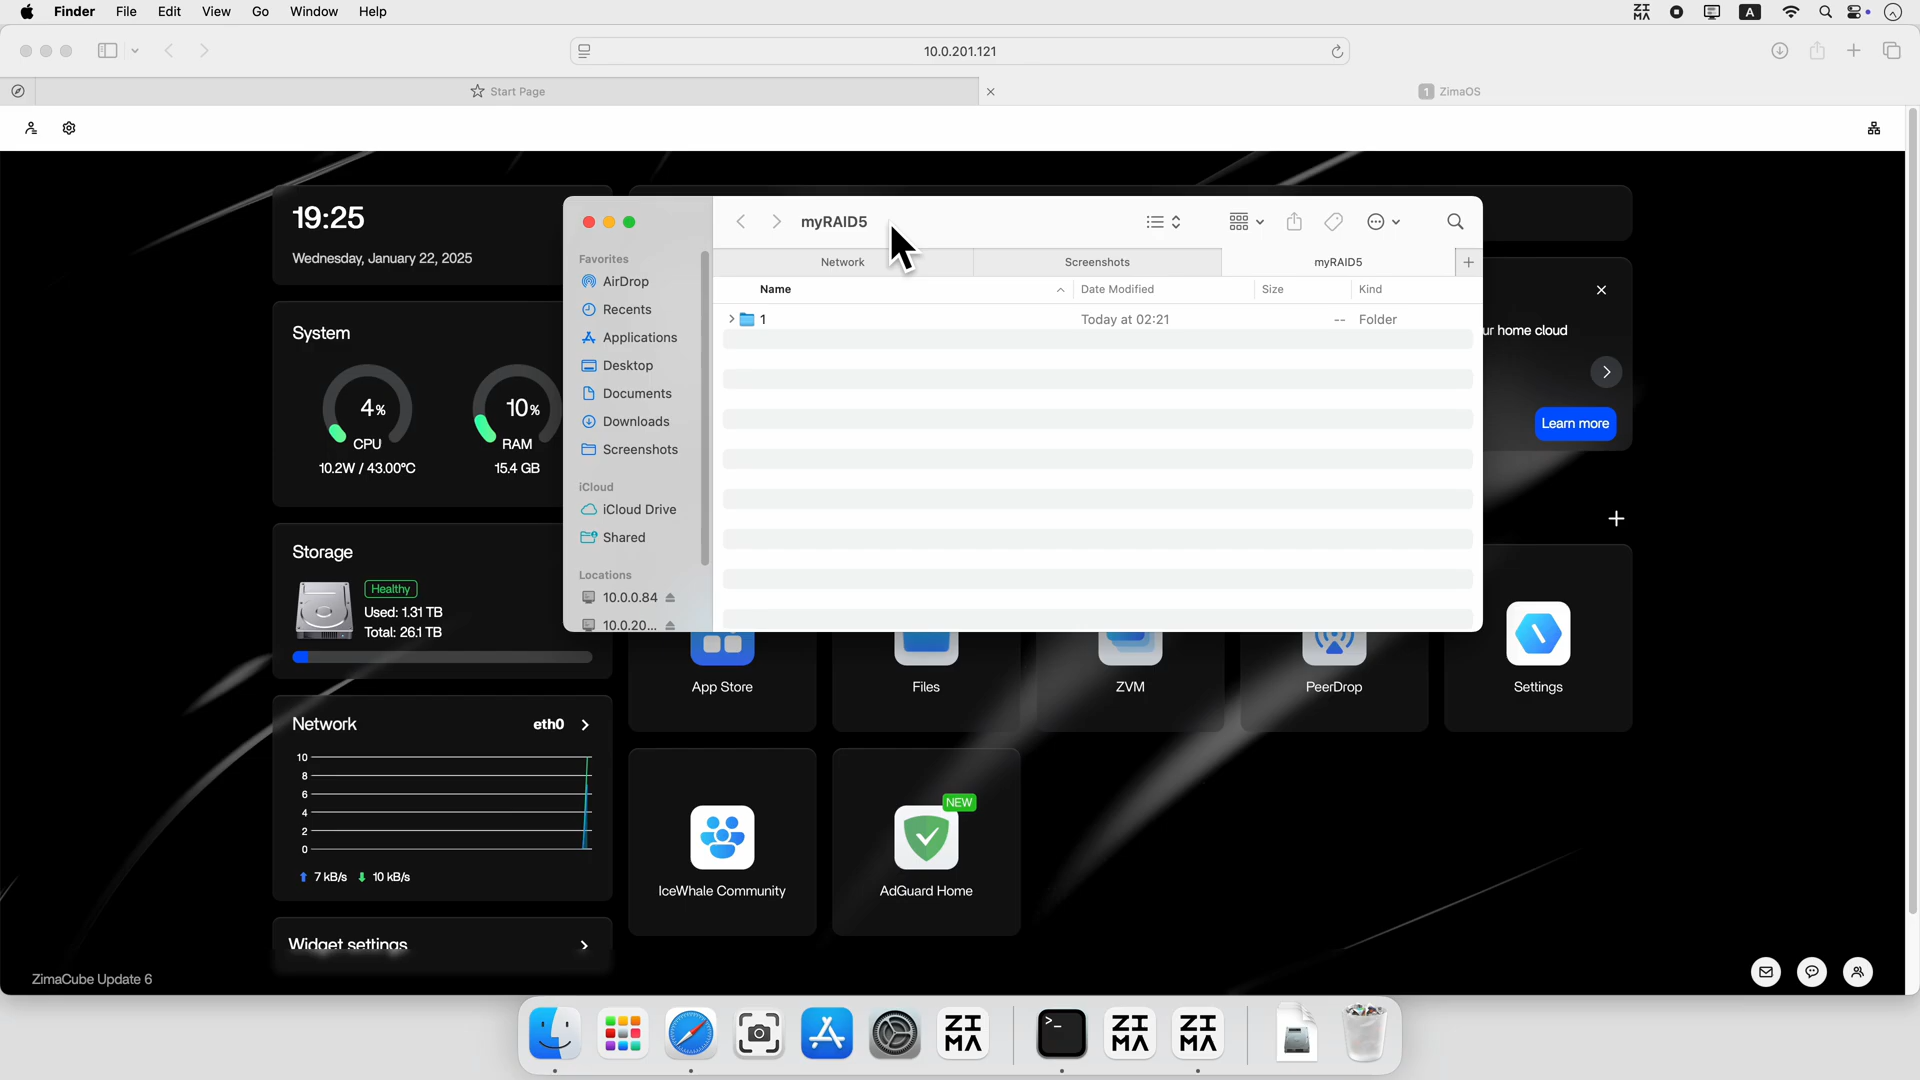 Finder File Edit View Go Window Help
ZI
MA
A
10.0.201.121
Start Page
1 ZimaOS
19:25
Wednesday, January 22, 2025
System
4%
CPU
10.2W / 43.00°C
10%
RAM
15.4 GB
Storage
Healthy
Used: 1.31 TB
Total: 26.1 TB
Network eth0
10
8
6
4
2
0
7 kB/s 10 kB/s
Widget settings
ZimaCube Update 6
myRAID5
Favorites
AirDrop
Recents
Applications
Desktop
Documents
Downloads
Screenshots
iCloud
iCloud Drive
Shared
Locations
10.0.0.84
10.0.20...
Network Screenshots myRAID5
Name Date Modified Size Kind
1 Today at 02:21 -- Folder
ur home cloud
Learn more
App Store
Files
ZVM
PeerDrop
Settings
IceWhale Community
NEW
AdGuard Home
ZI
MA
>_
ZI
MA
ZI
MA